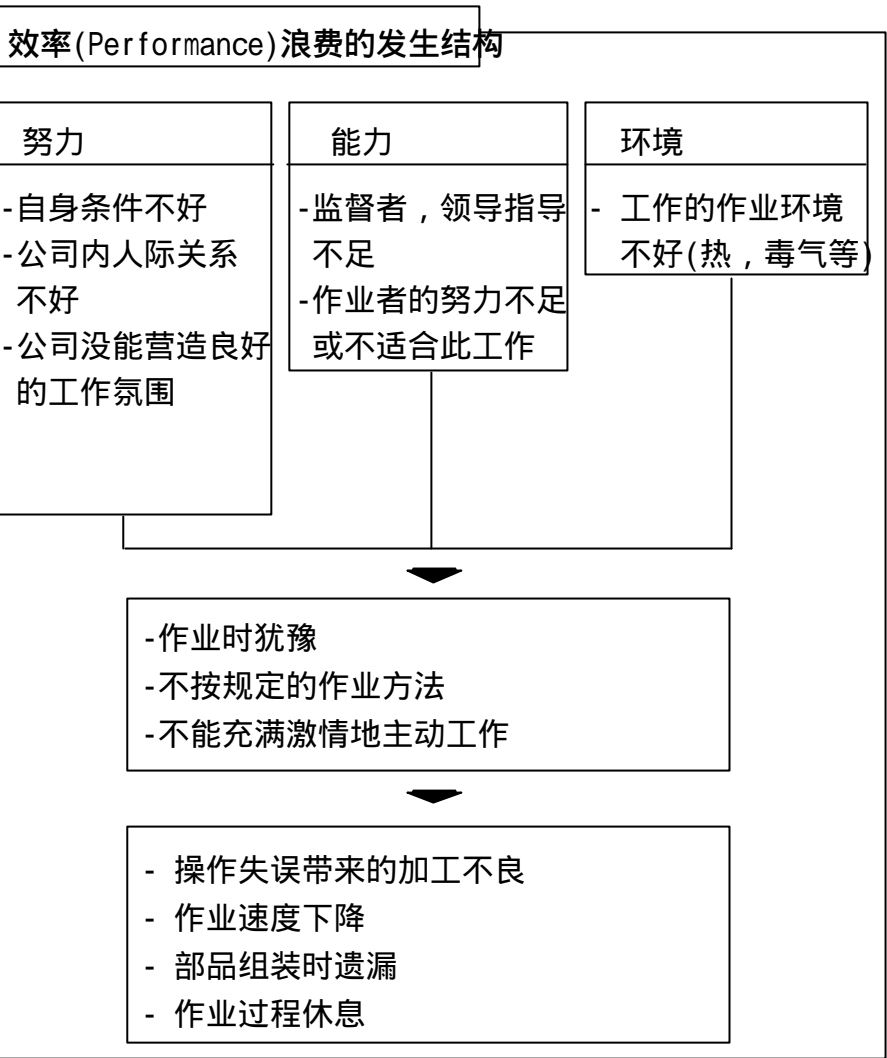 效率(Performance)浪费的发生结构
努力
-自身条件不好
-公司内人际关系
不好
-公司没能营造良好
的工作氛围
能力
-监督者，领导指导
不足
-作业者的努力不足
或不适合此工作
环境
- 工作的作业环境
不好(热，毒气等)
-作业时犹豫
-不按规定的作业方法
-不能充满激情地主动工作
- 操作失误带来的加工不良
- 作业速度下降
- 部品组装时遗漏
- 作业过程休息